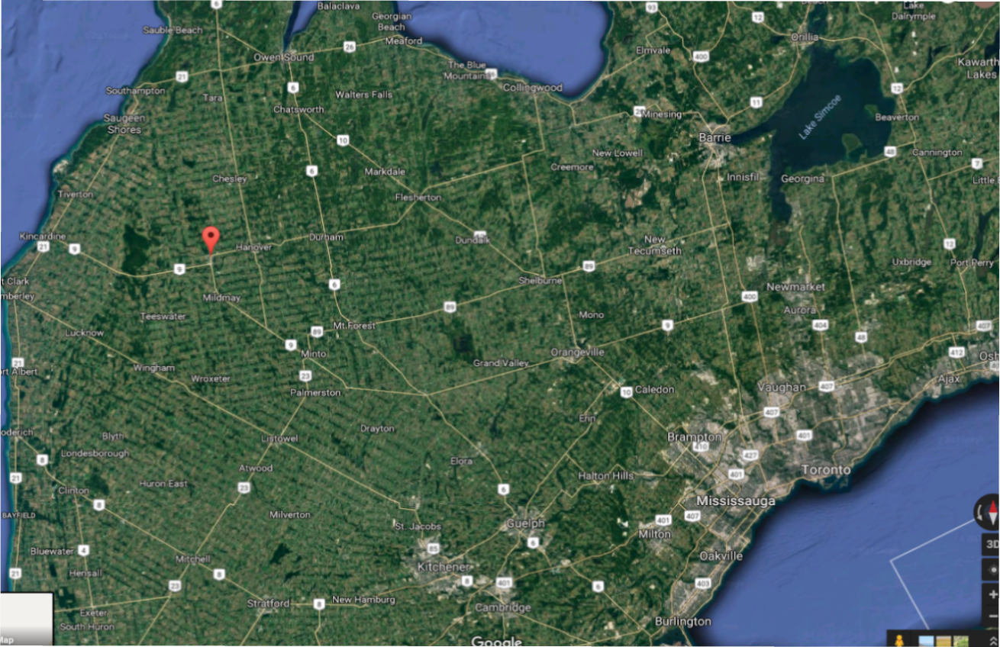 6
Balaclava
93
12
Lake
Dalrymple
Georgian
Beach
Sauble Beach
Meaford
Orillia
26
Elmvale
400
Owen Sound
Kawarth
Lakes
The Blue
Mountains
21
6
Collingwood
12
Southampton
Tara
Walters Falls
11
Chatsworth
Minesing
Saugeen
Shores
Lake Simcoe
Beaverton
10
Barrie
48
Cannington
New Lowell
Creemore
7
6
Markdale
Chesley
Innisfil
Georgina
Little
Tiverton
Flesherton
Kincardine
Durham
Dundalk
New
Tecumseth
12
21
9
Hanover
9
89
Uxbridge
Port Perry
t Clark
Shelburne
6
Newmarket
mberley
Mildmay
400
89
Aurora
Teeswater
Mono
404
407
Mt.Forest
9
Lucknow
89
48
9
Minto
Orangeville
412
Osh
21
Grand Valley
rt Albert
Wingham
Wroxeter
23
Ajax
Palmerston
10
Caledon
Vaughan
407
407
Erin
Drayton
oderich
Blyth
Listowel
Brampton
401
410
Londesborough
8
Elora
427
Atwood
Toronto
21
Halton Hills
401
Huron East
23
Clinton
6
8
Mississauga
BAYFIELD
Milverton
407
401
St. Jacobs
Guelph
Milton
6
3D
Bluewater
4
85
Mitchell
Oakville
Kitchener
21
Hensall
8
8
401
403
23
6
Stratford
8
New Hamburg
Cambridge
Exeter
South Huron
Burlington
Map
Google